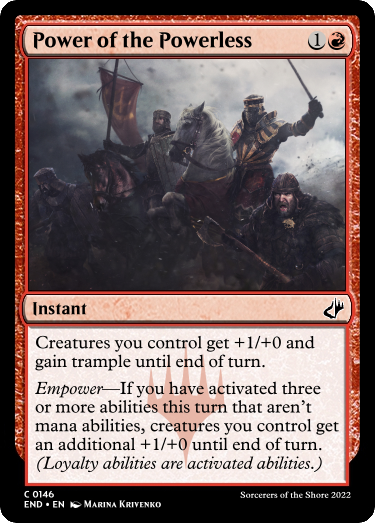 Power of the Powerless 1
Instant
Creatures you control get +1/+0 and
gain trample until end of turn.
Empower—If you have activated three
or more abilities this turn that aren't
mana abilities, creatures you control get
an additional +1/+0 until end of turn.
(Loyalty abilities are activated abilities.)
C 0146
END • EN Marina Krivenko
Sorcerers of the Shore 2022